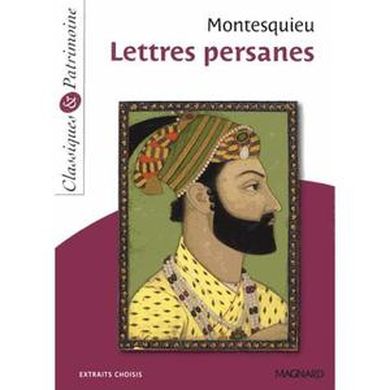 Montesquieu
Lettres persanes
Classiques & Patrimoine
EXTRAITS CHOISIS
MAGNARD